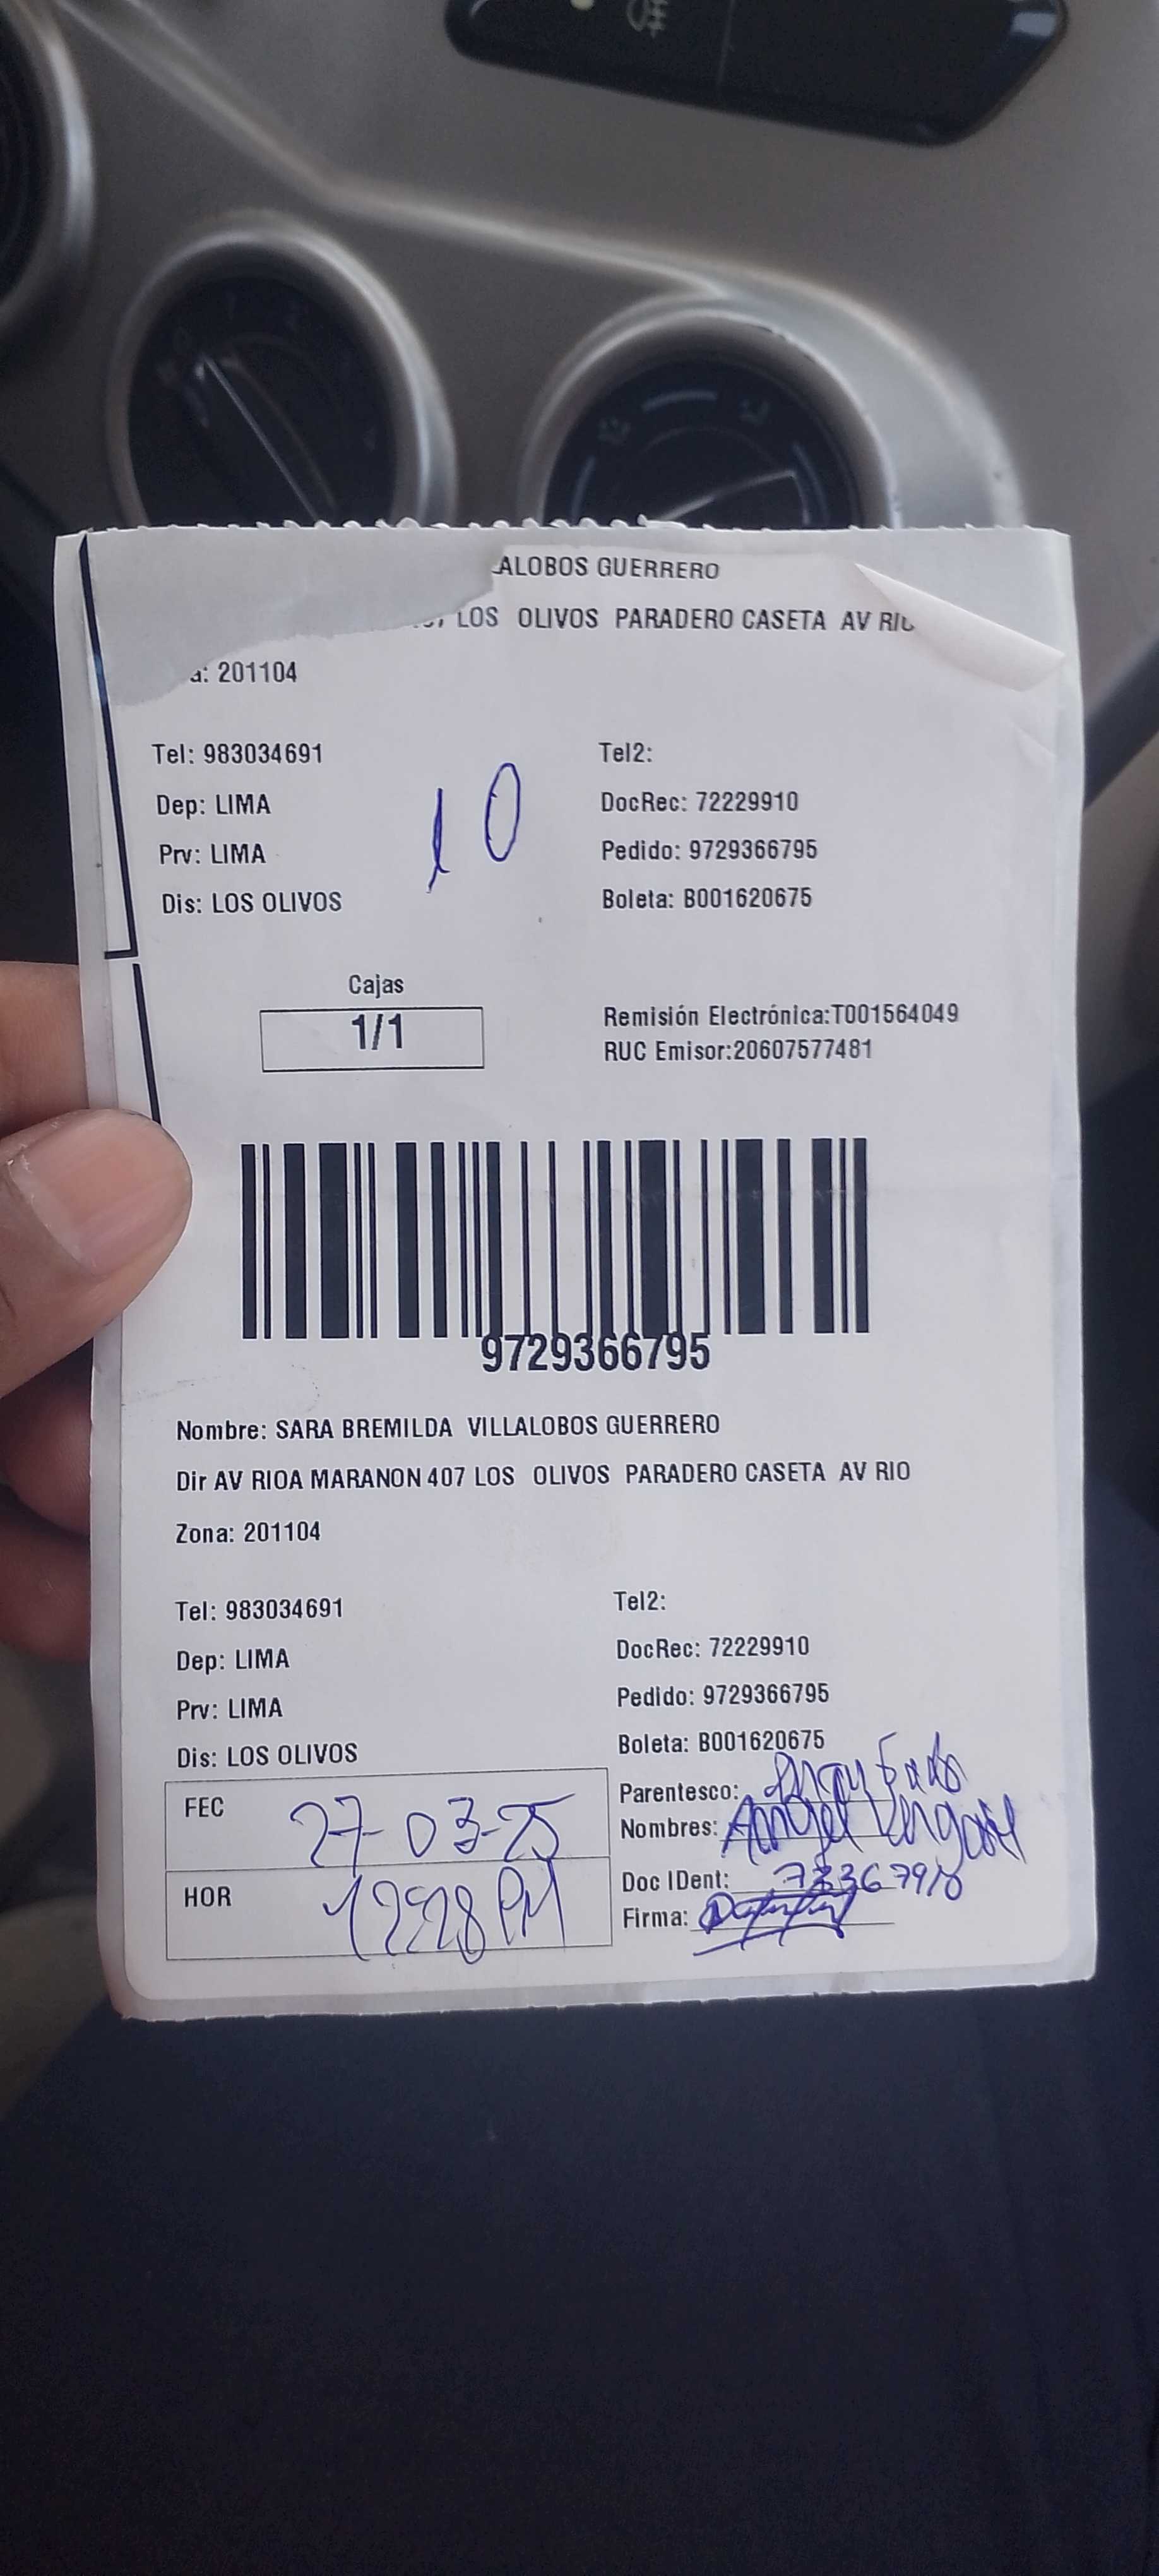 ALOBOS GUERRERO
LOS OLIVOS PARADERO CASETA AV RIO
a: 201104
Tel: 983034691
Tel2:
Dep: LIMA
DocRec: 72229910
10
Prv: LIMA
Pedido: 9729366795
Dis: LOS OLIVOS
Boleta: B001620675
Cajas
1/1
Remisión Electrónica:T001564049
RUC Emisor:20607577481
9729366795
Nombre: SARA BREMILDA VILLALOBOS GUERRERO
Dir AV RIOA MARANON 407 LOS OLIVOS PARADERO CASETA AV RIO
Zona: 201104
Tel: 983034691
Tel2:
Dep: LIMA
DocRec: 72229910
Prv: LIMA
Pedido: 9729366795
Dis: LOS OLIVOS
Boleta: B001620675
FEC 27-03-25
Parentesco:
Nombres: Angel
HOR PM
Doc IDent:
Firma: